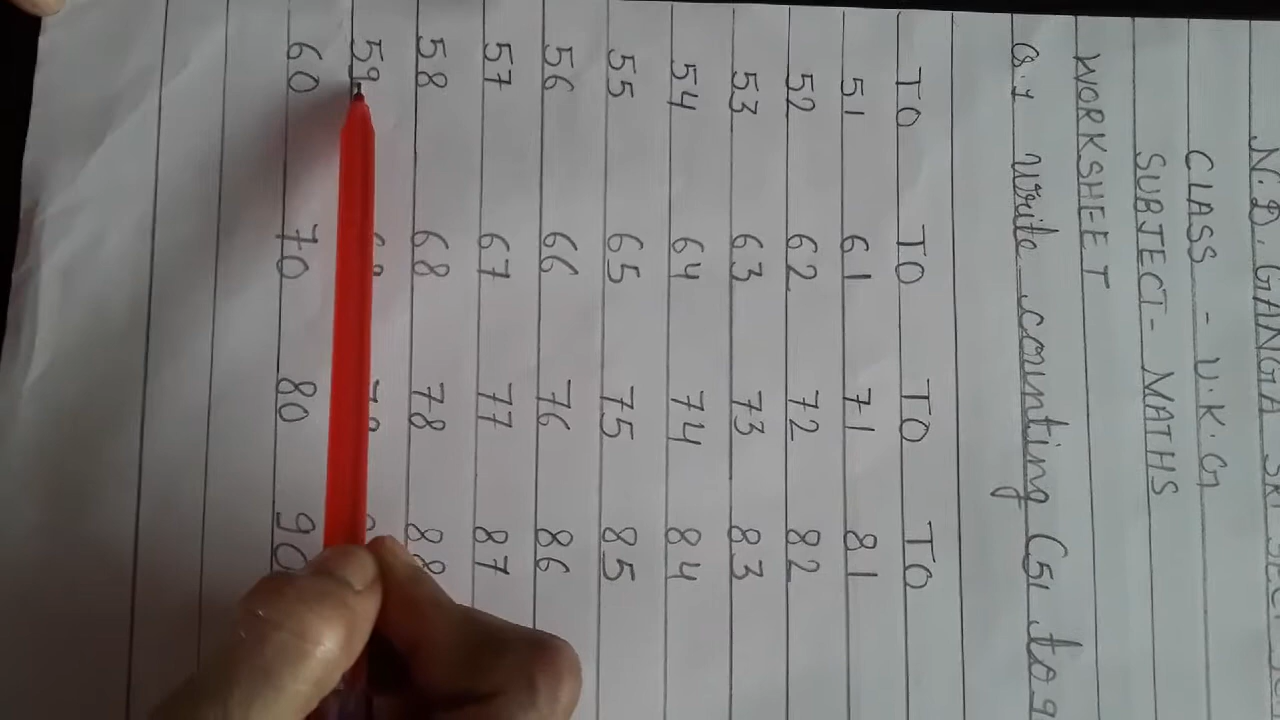 N.D. GANGA
CLASS - U.K.G
SUBJECT- MATHS
WORKSHEET
Q.1 Write counting (51 to 9
TO TO TO TO
51 61 71 81
52 62 72 82
53 63 73 83
54 64 74 84
55 65 75 85
56 66 76 86
57 67 77 87
58 68 78 88
59
60 70 80 90